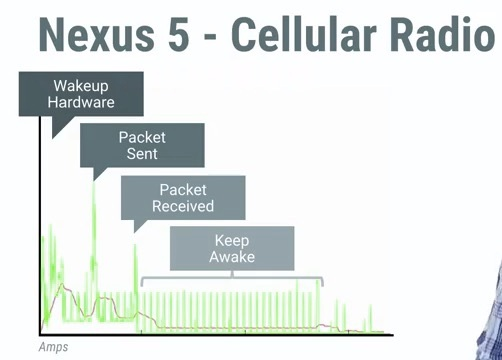 Nexus 5 - Cellular Radio
Wakeup
Hardware
Packet
Sent
Packet
Received
Keep
Awake
Amps